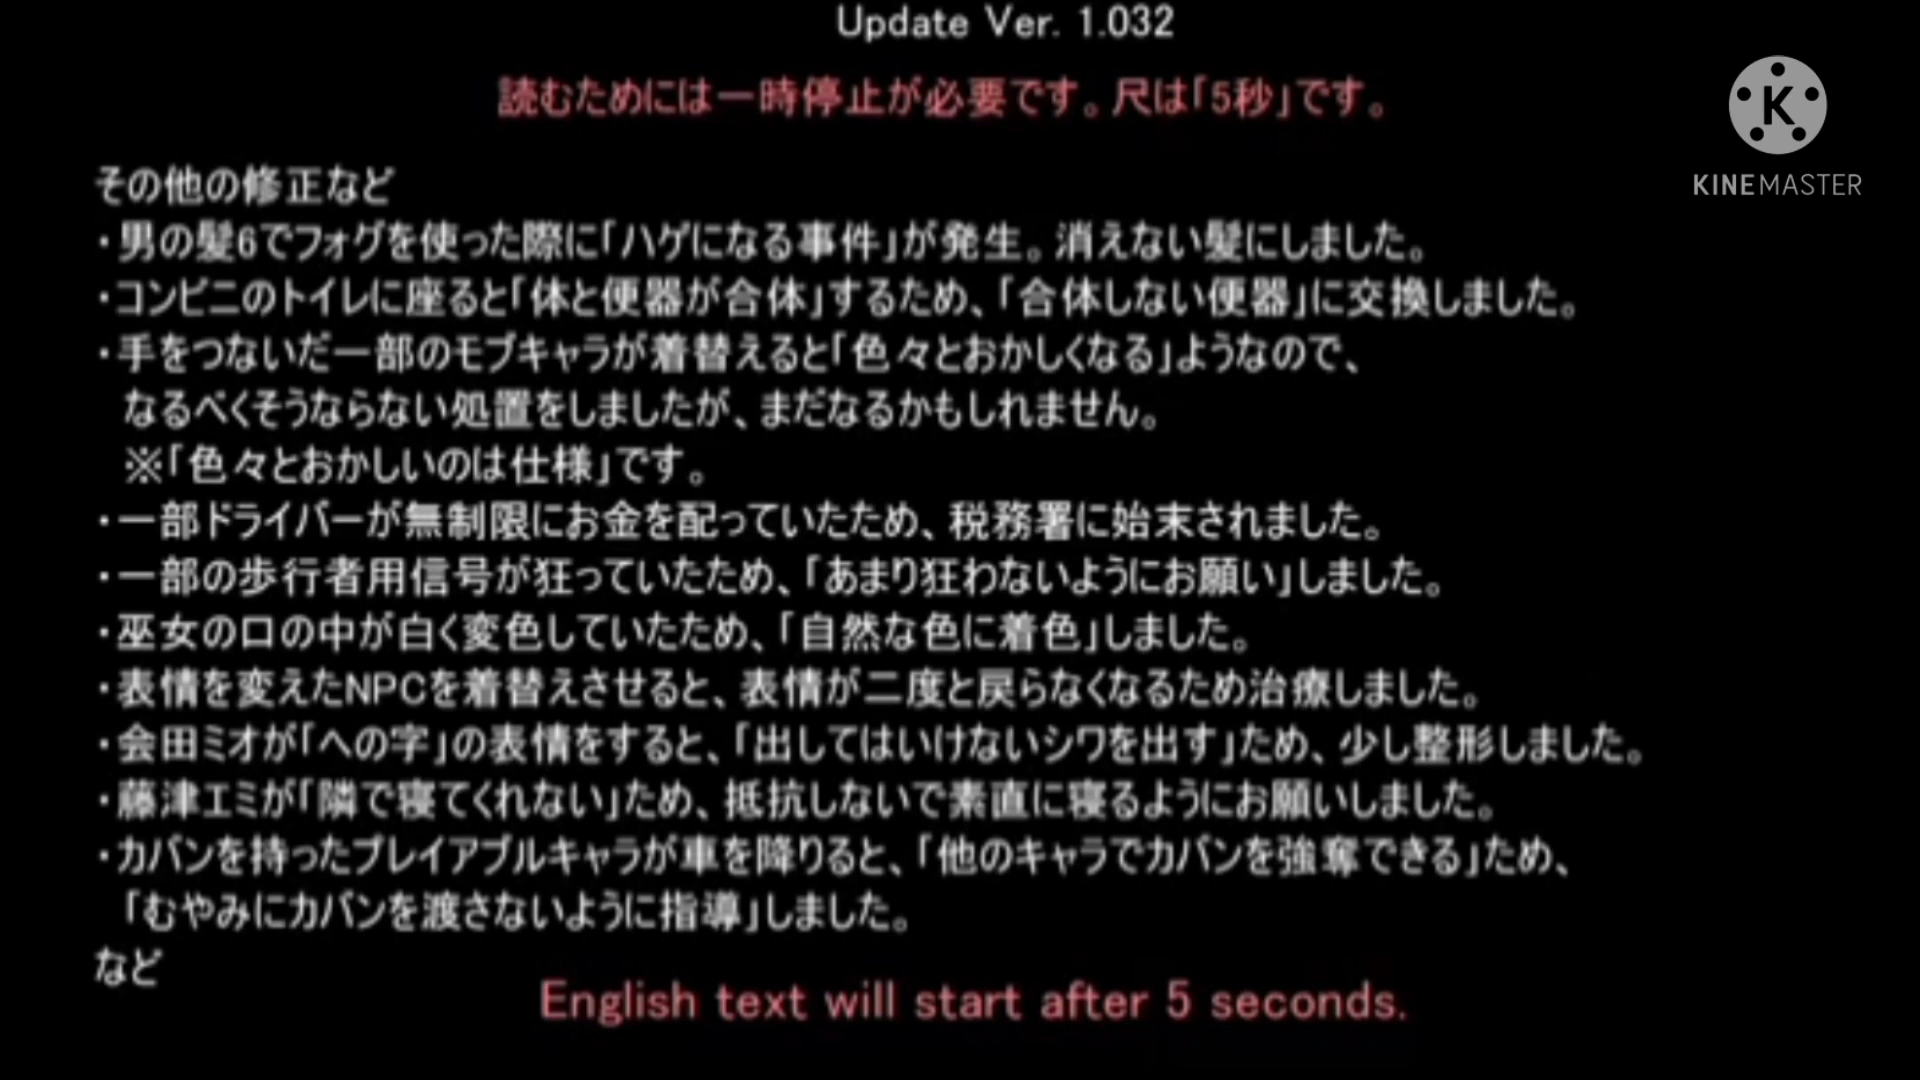 Update Ver. 1.032
読むためには一時停止が必要です。尺は「5秒」です。
K
KINEMASTER
その他の修正など
・男の髪6でフォグを使った際に「ハゲになる事件」が発生。消えない髪にしました。
・コンビニのトイレに座ると「体と便器が合体」するため、「合体しない便器」に交換しました。
・手をつないだ一部のモブキャラが着替えると「色々とおかしくなる」ようなので、
なるべくそうならない処置をしましたが、まだなるかもしれません。
※「色々とおかしいのは仕様」です。
・一部ドライバーが無制限にお金を配っていたため、税務署に始末されました。
・一部の歩行者用信号が狂っていたため、「あまり狂わないようにお願い」しました。
・巫女の口の中が白く変色していたため、「自然な色に着色」しました。
・表情を変えたNPCを着替えさせると、表情が二度と戻らなくなるため治療しました。
・会田ミオが「への字」の表情をすると、「出してはいけないシワを出す」ため、少し整形しました。
・藤津エミが「隣で寝てくれない」ため、抵抗しないで素直に寝るようにお願いしました。
・カバンを持ったプレイアブルキャラが車を降りると、「他のキャラでカバンを強奪できる」ため、
「むやみにカバンを渡さないように指導」しました。
など
English text will start after 5 seconds.